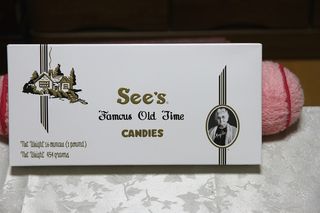 See's
Famous Old Time
CANDIES
Net Weight 16 ounces (1 pound)
Net Weight 454 grams